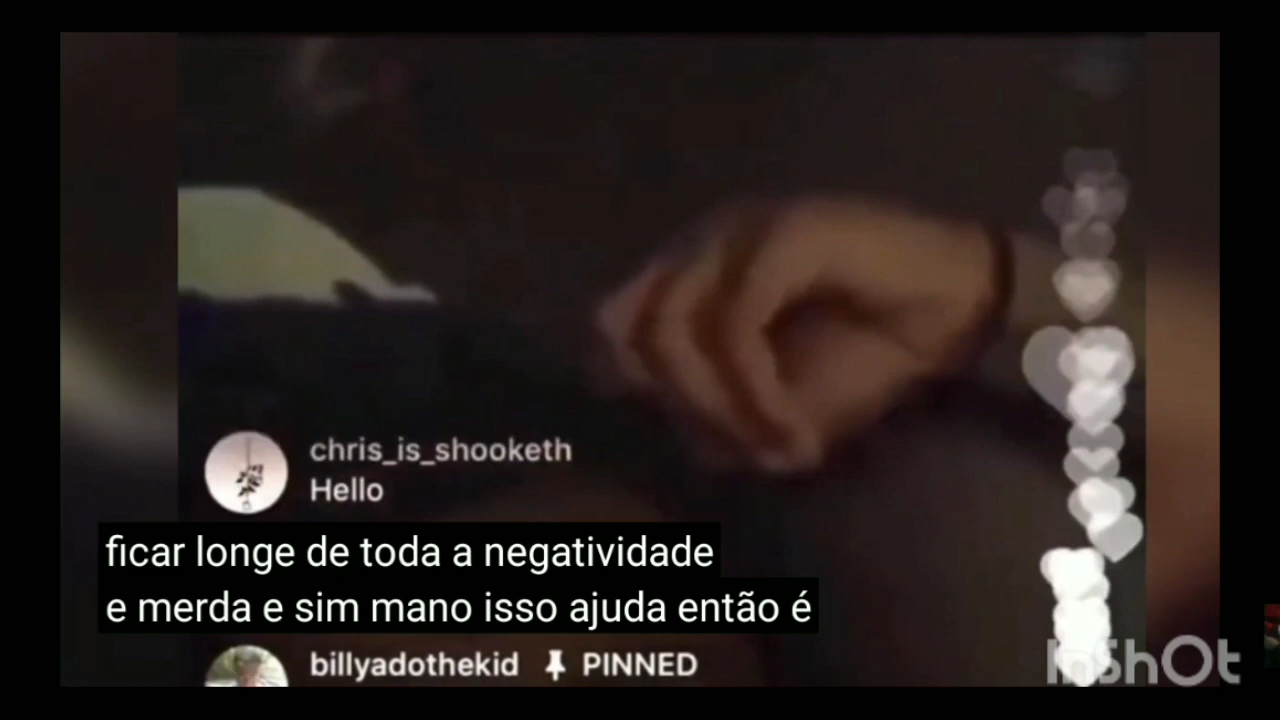 chris_is_shooketh
Hello
ficar longe de toda a negatividade
e merda e sim mano isso ajuda então é
billyadothekid PINNED
InShOt